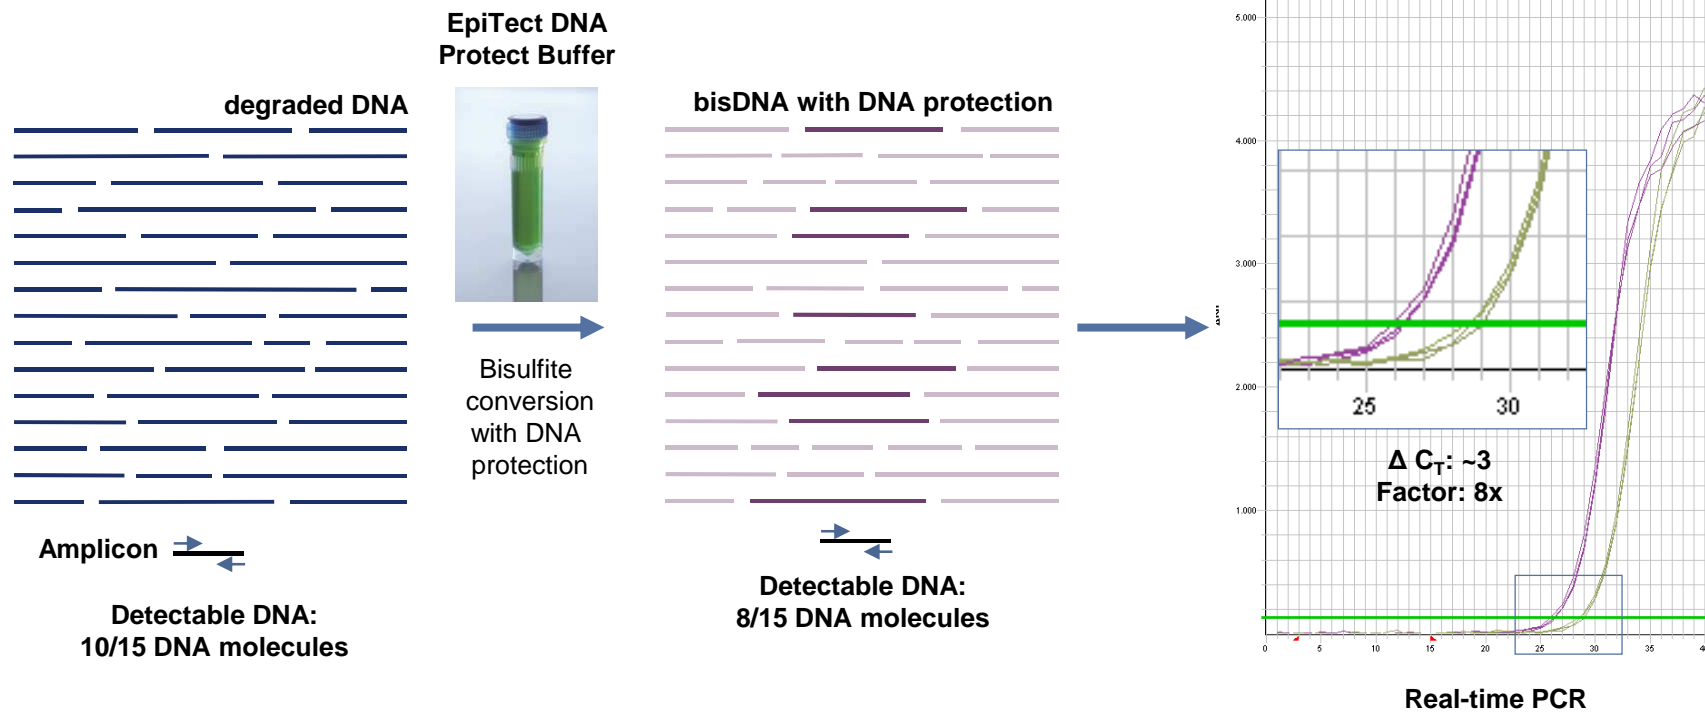 EpiTect DNA
Protect Buffer
degraded DNA
bisDNA with DNA protection
Bisulfite
conversion
with DNA
protection
Amplicon
Detectable DNA:
10/15 DNA molecules
Detectable DNA:
8/15 DNA molecules
5.000
4.000
3.000
2.000
1.000
25 30
Δ C_T: ~3
Factor: 8x
0 5 10 15 20 25 30 35
Real-time PCR